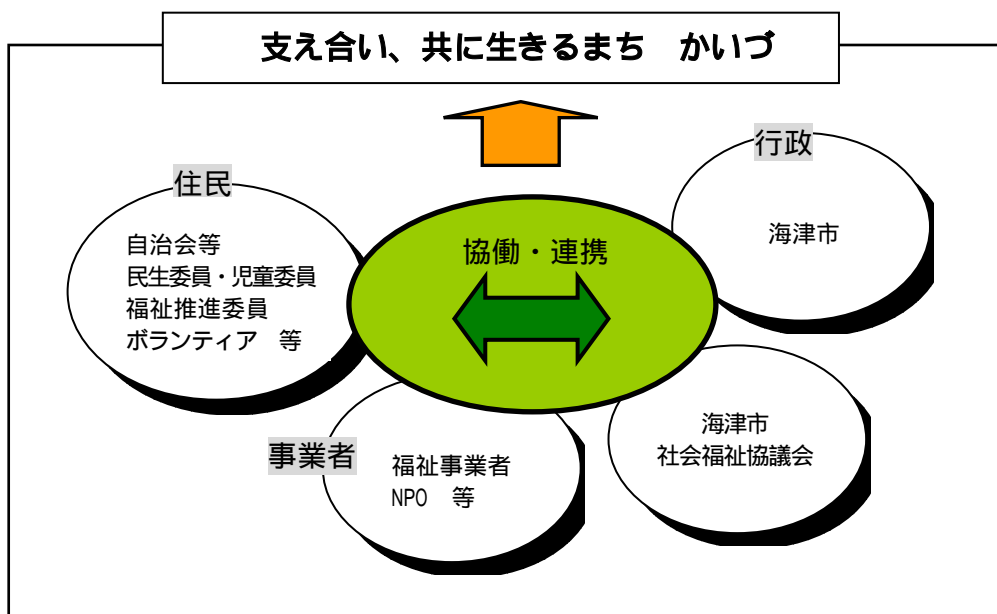 支え合い、共に生きるまち　かいづ
行政
海津市
住民
自治会等
民生委員・児童委員
福祉推進委員
ボランティア　等
協働・連携
事業者
福祉事業者
NPO　等
海津市
社会福祉協議会